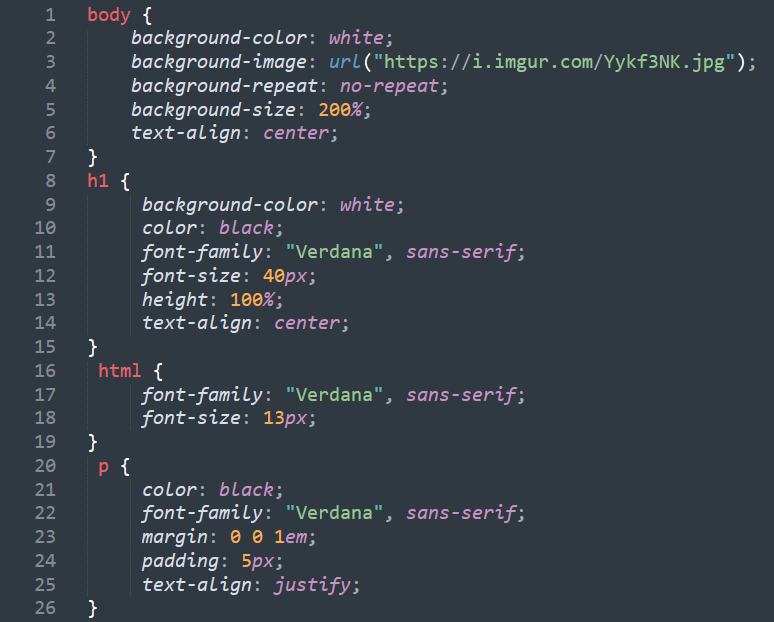 1 body {
2     background-color: white;
3     background-image: url("https://i.imgur.com/Yykf3NK.jpg");
4     background-repeat: no-repeat;
5     background-size: 200%;
6     text-align: center;
7 }
8 h1 {
9      background-color: white;
10      color: black;
11      font-family: "Verdana", sans-serif;
12      font-size: 40px;
13      height: 100%;
14      text-align: center;
15 }
16  html {
17      font-family: "Verdana", sans-serif;
18      font-size: 13px;
19 }
20  p {
21      color: black;
22      font-family: "Verdana", sans-serif;
23      margin: 0 0 1em;
24      padding: 5px;
25      text-align: justify;
26 }